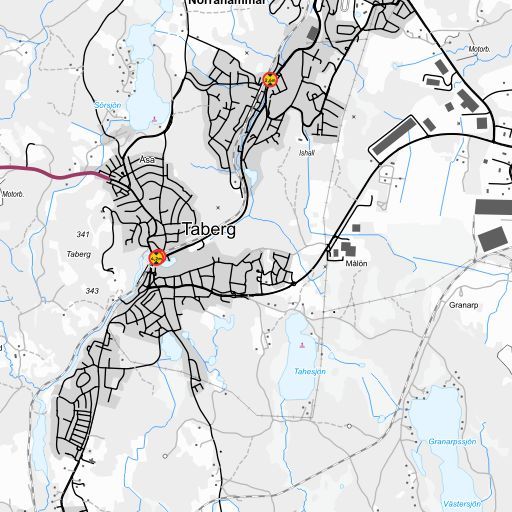 Norrahammar
Motorb.
Sörsjön
Åsa
Ishall
Motorb.
Taberg
341
Taberg
Målön
343
Granarp
Tahesjön
Granarpssjön
Västersjön